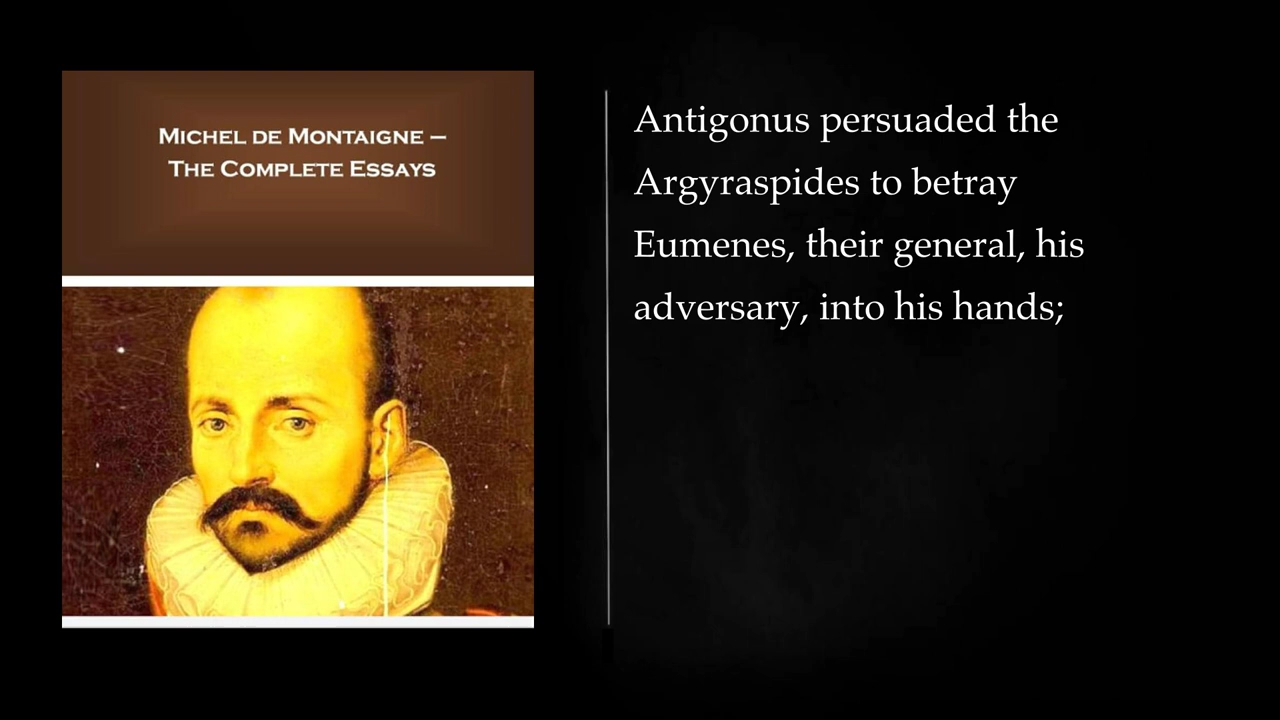 MICHEL DE MONTAIGNE –
THE COMPLETE ESSAYS
Antigonus persuaded the
Argyraspides to betray
Eumenes, their general, his
adversary, into his hands;